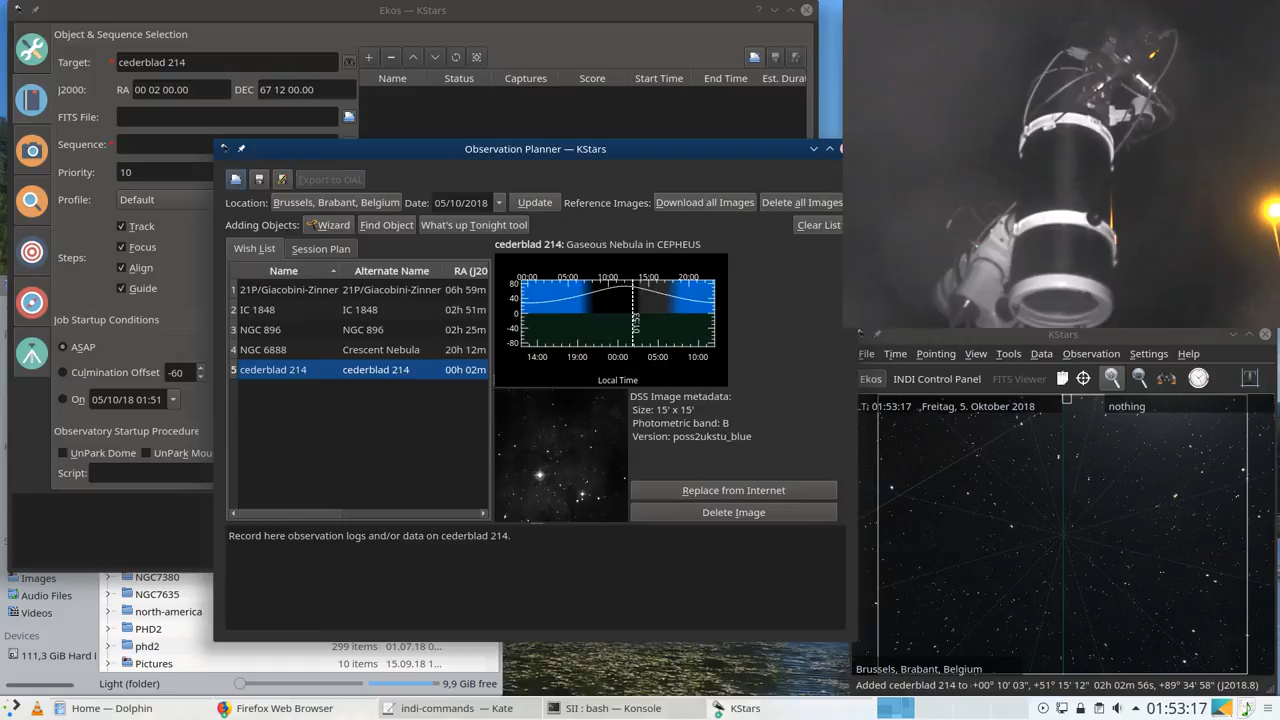 Ekos — KStars
Object & Sequence Selection
Target: * cederblad 214
J2000: RA 00 02 00.00 DEC 67 12 00.00
FITS File:
Sequence: *
Priority: 10
Profile: Default
Track
Steps: Focus
Align
Guide
Job Startup Conditions
ASAP
Culmination Offset -60
On 05/10/18 01:51
Observatory Startup Procedure
UnPark Dome UnPark Mou
Script:
Name Status Captures Score Start Time End Time Est. Durat
Observation Planner — KStars
Export to OAL
Location: Brussels, Brabant, Belgium Date: 05/10/2018 Update Reference Images: Download all Images Delete all Images
Adding Objects: Wizard Find Object What's up Tonight tool Clear List
Wish List Session Plan
Name Alternate Name RA (J20
1 21P/Giacobini-Zinner 21P/Giacobini-Zinner 06h 59m
2 IC 1848 IC 1848 02h 51m
3 NGC 896 NGC 896 02h 25m
4 NGC 6888 Crescent Nebula 20h 12m
5 cederblad 214 cederblad 214 00h 02m
cederblad 214: Gaseous Nebula in CEPHEUS
00:00 05:00 10:00 15:00 20:00
80
40
0
-40
-80
01:53
14:00 19:00 00:00 05:00 10:00
Local Time
DSS Image metadata:
Size: 15' x 15'
Photometric band: B
Version: poss2ukstu_blue
Replace from Internet
Delete Image
Record here observation logs and/or data on cederblad 214.
KStars
File Time Pointing View Tools Data Observation Settings Help
Ekos INDI Control Panel FITS Viewer
LT: 01:53:17 ,Freitag, 5. Oktober 2018
nothing
Brussels, Brabant, Belgium
Added cederblad 214 to +00° 10' 03", +51° 15' 12" 02h 02m 56s, +89° 34' 58" (J2018.8)
Images
Audio Files
Videos
Devices
111,3 GiB Hard
NGC7380
NGC7635
north-america
PHD2
phd2 299 items 01.07.18 0...
Pictures 10 items 15.09.18 1...
Light (folder) 9,9 GiB free
Home — Dolphin
Firefox Web Browser
indi-commands — Kate
SII : bash — Konsole
KStars
01:53:17